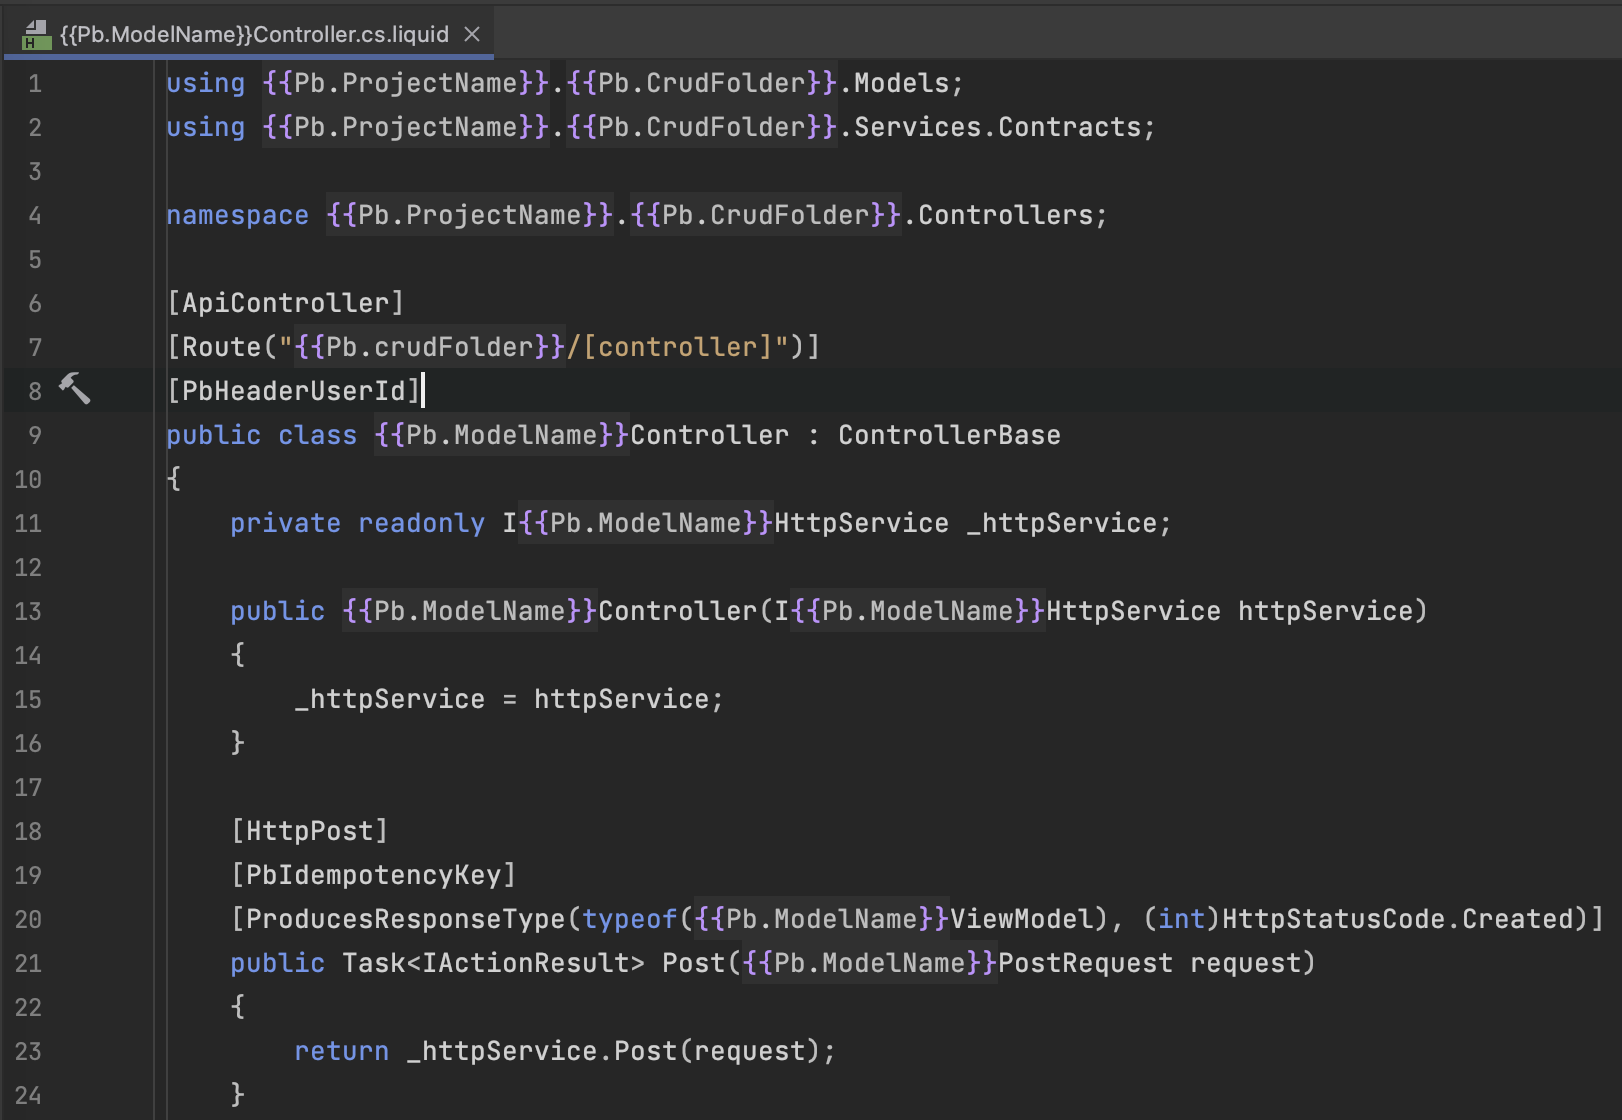 {{Pb.ModelName}}Controller.cs.liquid
1 using {{Pb.ProjectName}}.{{Pb.CrudFolder}}.Models;
2 using {{Pb.ProjectName}}.{{Pb.CrudFolder}}.Services.Contracts;
3
4 namespace {{Pb.ProjectName}}.{{Pb.CrudFolder}}.Controllers;
5
6 [ApiController]
7 [Route("{{Pb.crudFolder}}/[controller]")]
8 [PbHeaderUserId]
9 public class {{Pb.ModelName}}Controller : ControllerBase
10 {
11     private readonly I{{Pb.ModelName}}HttpService _httpService;
12
13     public {{Pb.ModelName}}Controller(I{{Pb.ModelName}}HttpService httpService)
14     {
15         _httpService = httpService;
16     }
17
18     [HttpPost]
19     [PbIdempotencyKey]
20     [ProducesResponseType(typeof({{Pb.ModelName}}ViewModel), (int)HttpStatusCode.Created)]
21     public Task<IActionResult> Post({{Pb.ModelName}}PostRequest request)
22     {
23         return _httpService.Post(request);
24     }